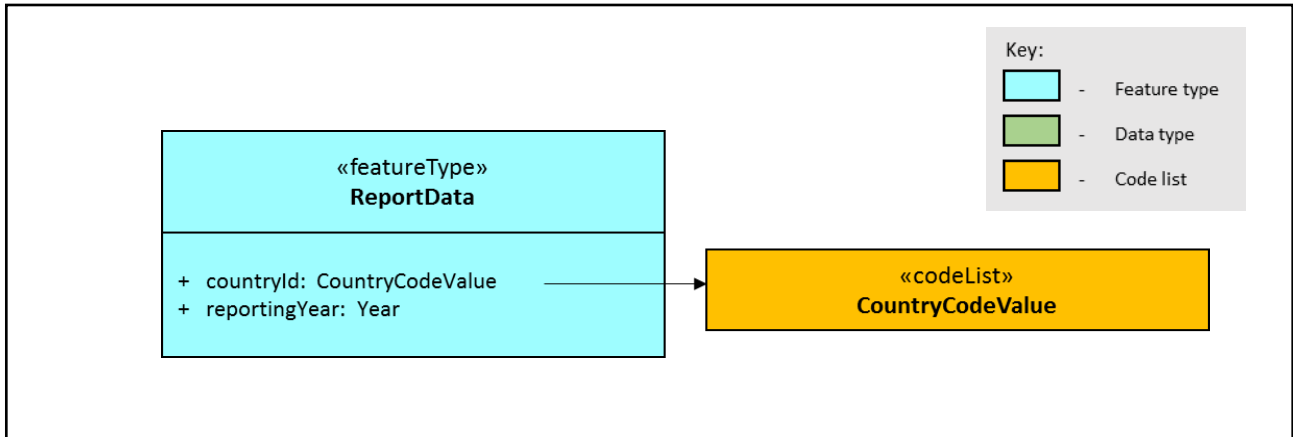 Key:
- Feature type
- Data type
- Code list
«featureType»
ReportData
+ countryId: CountryCodeValue
+ reportingYear: Year
«codeList»
CountryCodeValue